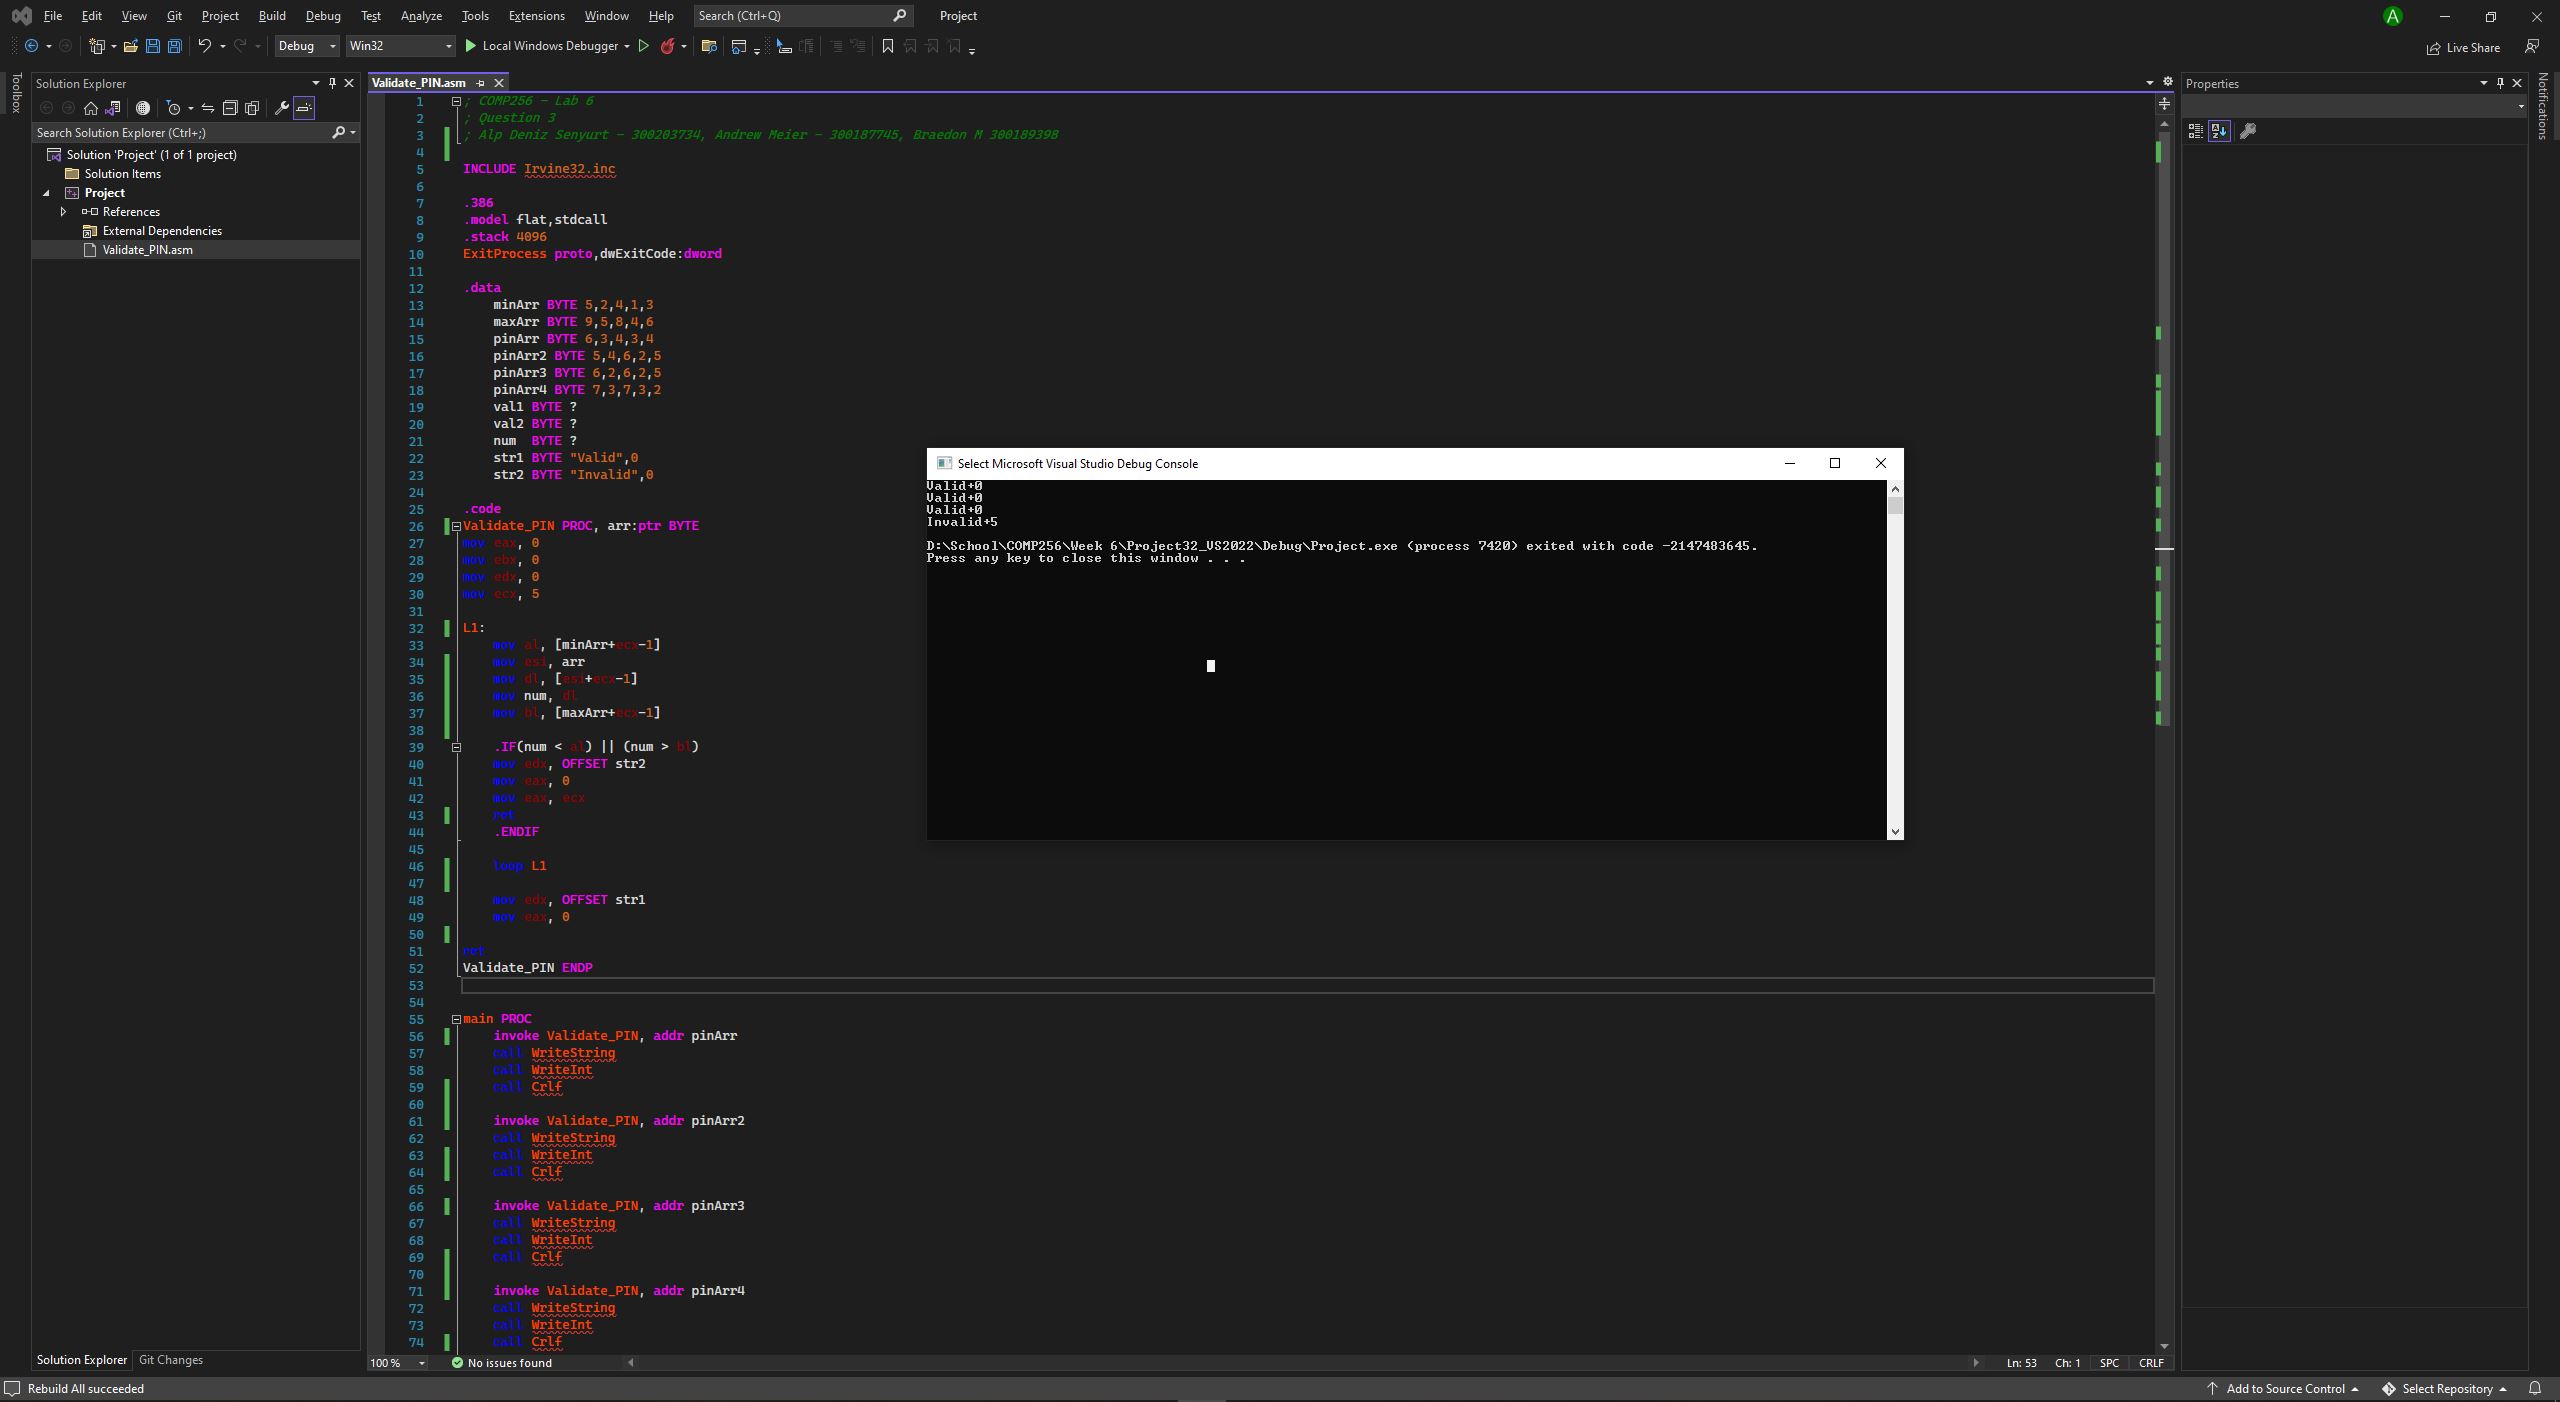 File Edit View Git Project Build Debug Test Analyze Tools Extensions Window Help Search (Ctrl+Q) Project A
Debug Win32 Local Windows Debugger Live Share
Toolbox
Solution Explorer
Search Solution Explorer (Ctrl+;)
Solution 'Project' (1 of 1 project)
Solution Items
Project
References
External Dependencies
Validate_PIN.asm
Validate_PIN.asm
1 ; COMP256 - Lab 6
2 ; Question 3
3 ; Alp Deniz Senyurt - 300203734, Andrew Meier - 300187745, Braedon M 300189398
4
5 INCLUDE Irvine32.inc
6
7 .386
8 .model flat,stdcall
9 .stack 4096
10 ExitProcess proto,dwExitCode:dword
11
12 .data
13 minArr BYTE 5,2,4,1,3
14 maxArr BYTE 9,5,8,4,6
15 pinArr BYTE 6,3,4,3,4
16 pinArr2 BYTE 5,4,6,2,5
17 pinArr3 BYTE 6,2,6,2,5
18 pinArr4 BYTE 7,3,7,3,2
19 val1 BYTE ?
20 val2 BYTE ?
21 num BYTE ?
22 str1 BYTE "Valid",0
23 str2 BYTE "Invalid",0
24
25 .code
26 Validate_PIN PROC, arr:ptr BYTE
27 mov eax, 0
28 mov ebx, 0
29 mov edx, 0
30 mov ecx, 5
31
32 L1:
33 mov al, [minArr+ecx-1]
34 mov esi, arr
35 mov dl, [esi+ecx-1]
36 mov num, dl
37 mov bl, [maxArr+ecx-1]
38
39 .IF(num < al) || (num > bl)
40 mov edx, OFFSET str2
41 mov eax, 0
42 mov eax, ecx
43 ret
44 .ENDIF
45
46 loop L1
47
48 mov edx, OFFSET str1
49 mov eax, 0
50
51 ret
52 Validate_PIN ENDP
53
54
55 main PROC
56 invoke Validate_PIN, addr pinArr
57 call WriteString
58 call WriteInt
59 call Crlf
60
61 invoke Validate_PIN, addr pinArr2
62 call WriteString
63 call WriteInt
64 call Crlf
65
66 invoke Validate_PIN, addr pinArr3
67 call WriteString
68 call WriteInt
69 call Crlf
70
71 invoke Validate_PIN, addr pinArr4
72 call WriteString
73 call WriteInt
74 call Crlf
Select Microsoft Visual Studio Debug Console
Valid+0
Valid+0
Valid+0
Invalid+5
D:\School\COMP256\Week 6\Project32_VS2022\Debug\Project.exe (process 7420) exited with code -2147483645.
Press any key to close this window . . .
Properties
Notifications
Solution Explorer Git Changes
100 % No issues found Ln: 53 Ch: 1 SPC CRLF
Rebuild All succeeded Add to Source Control Select Repository